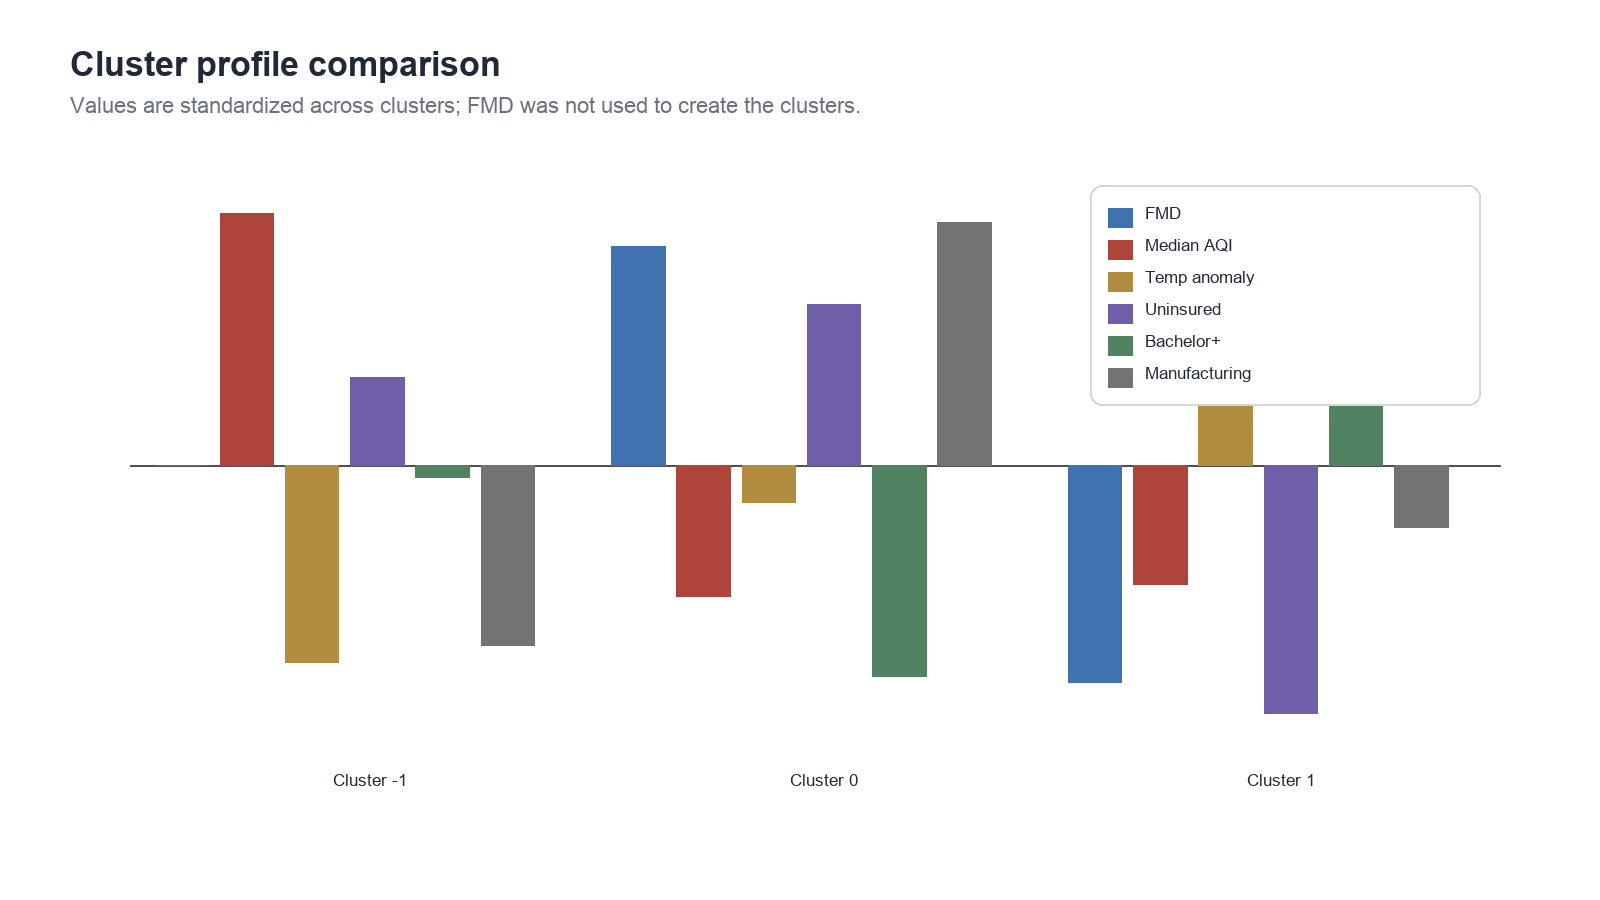 Cluster profile comparison
Values are standardized across clusters; FMD was not used to create the clusters.
FMD
Median AQI
Temp anomaly
Uninsured
Bachelor+
Manufacturing
Cluster -1
Cluster 0
Cluster 1